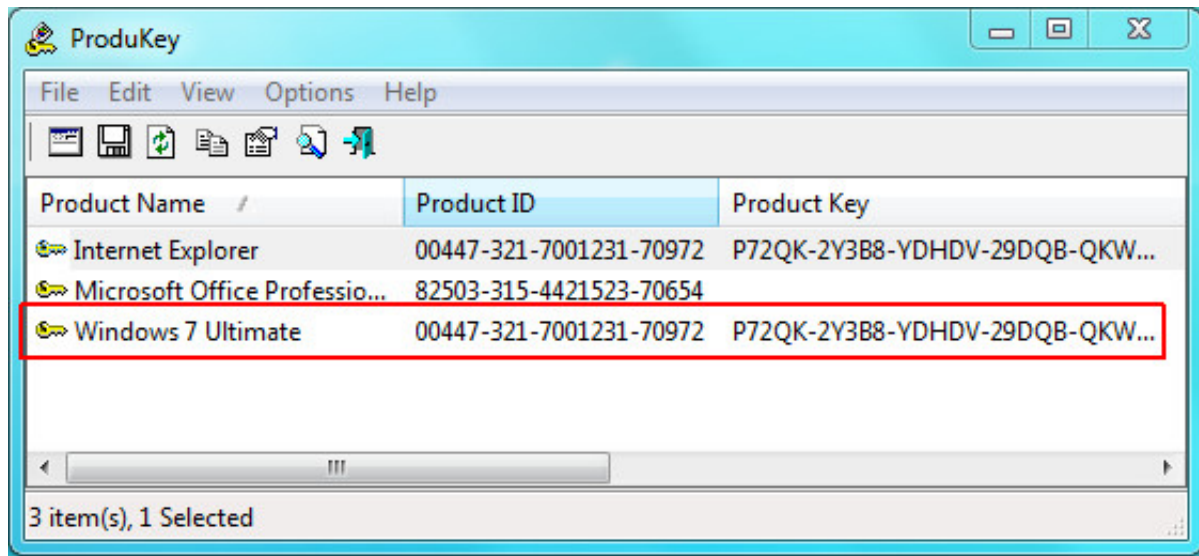 ProduKey
File Edit View Options Help
Product Name Product ID Product Key
Internet Explorer 00447-321-7001231-70972 P72QK-2Y3B8-YDHDV-29DQB-QKW...
Microsoft Office Professio... 82503-315-4421523-70654
Windows 7 Ultimate 00447-321-7001231-70972 P72QK-2Y3B8-YDHDV-29DQB-QKW...
3 item(s), 1 Selected